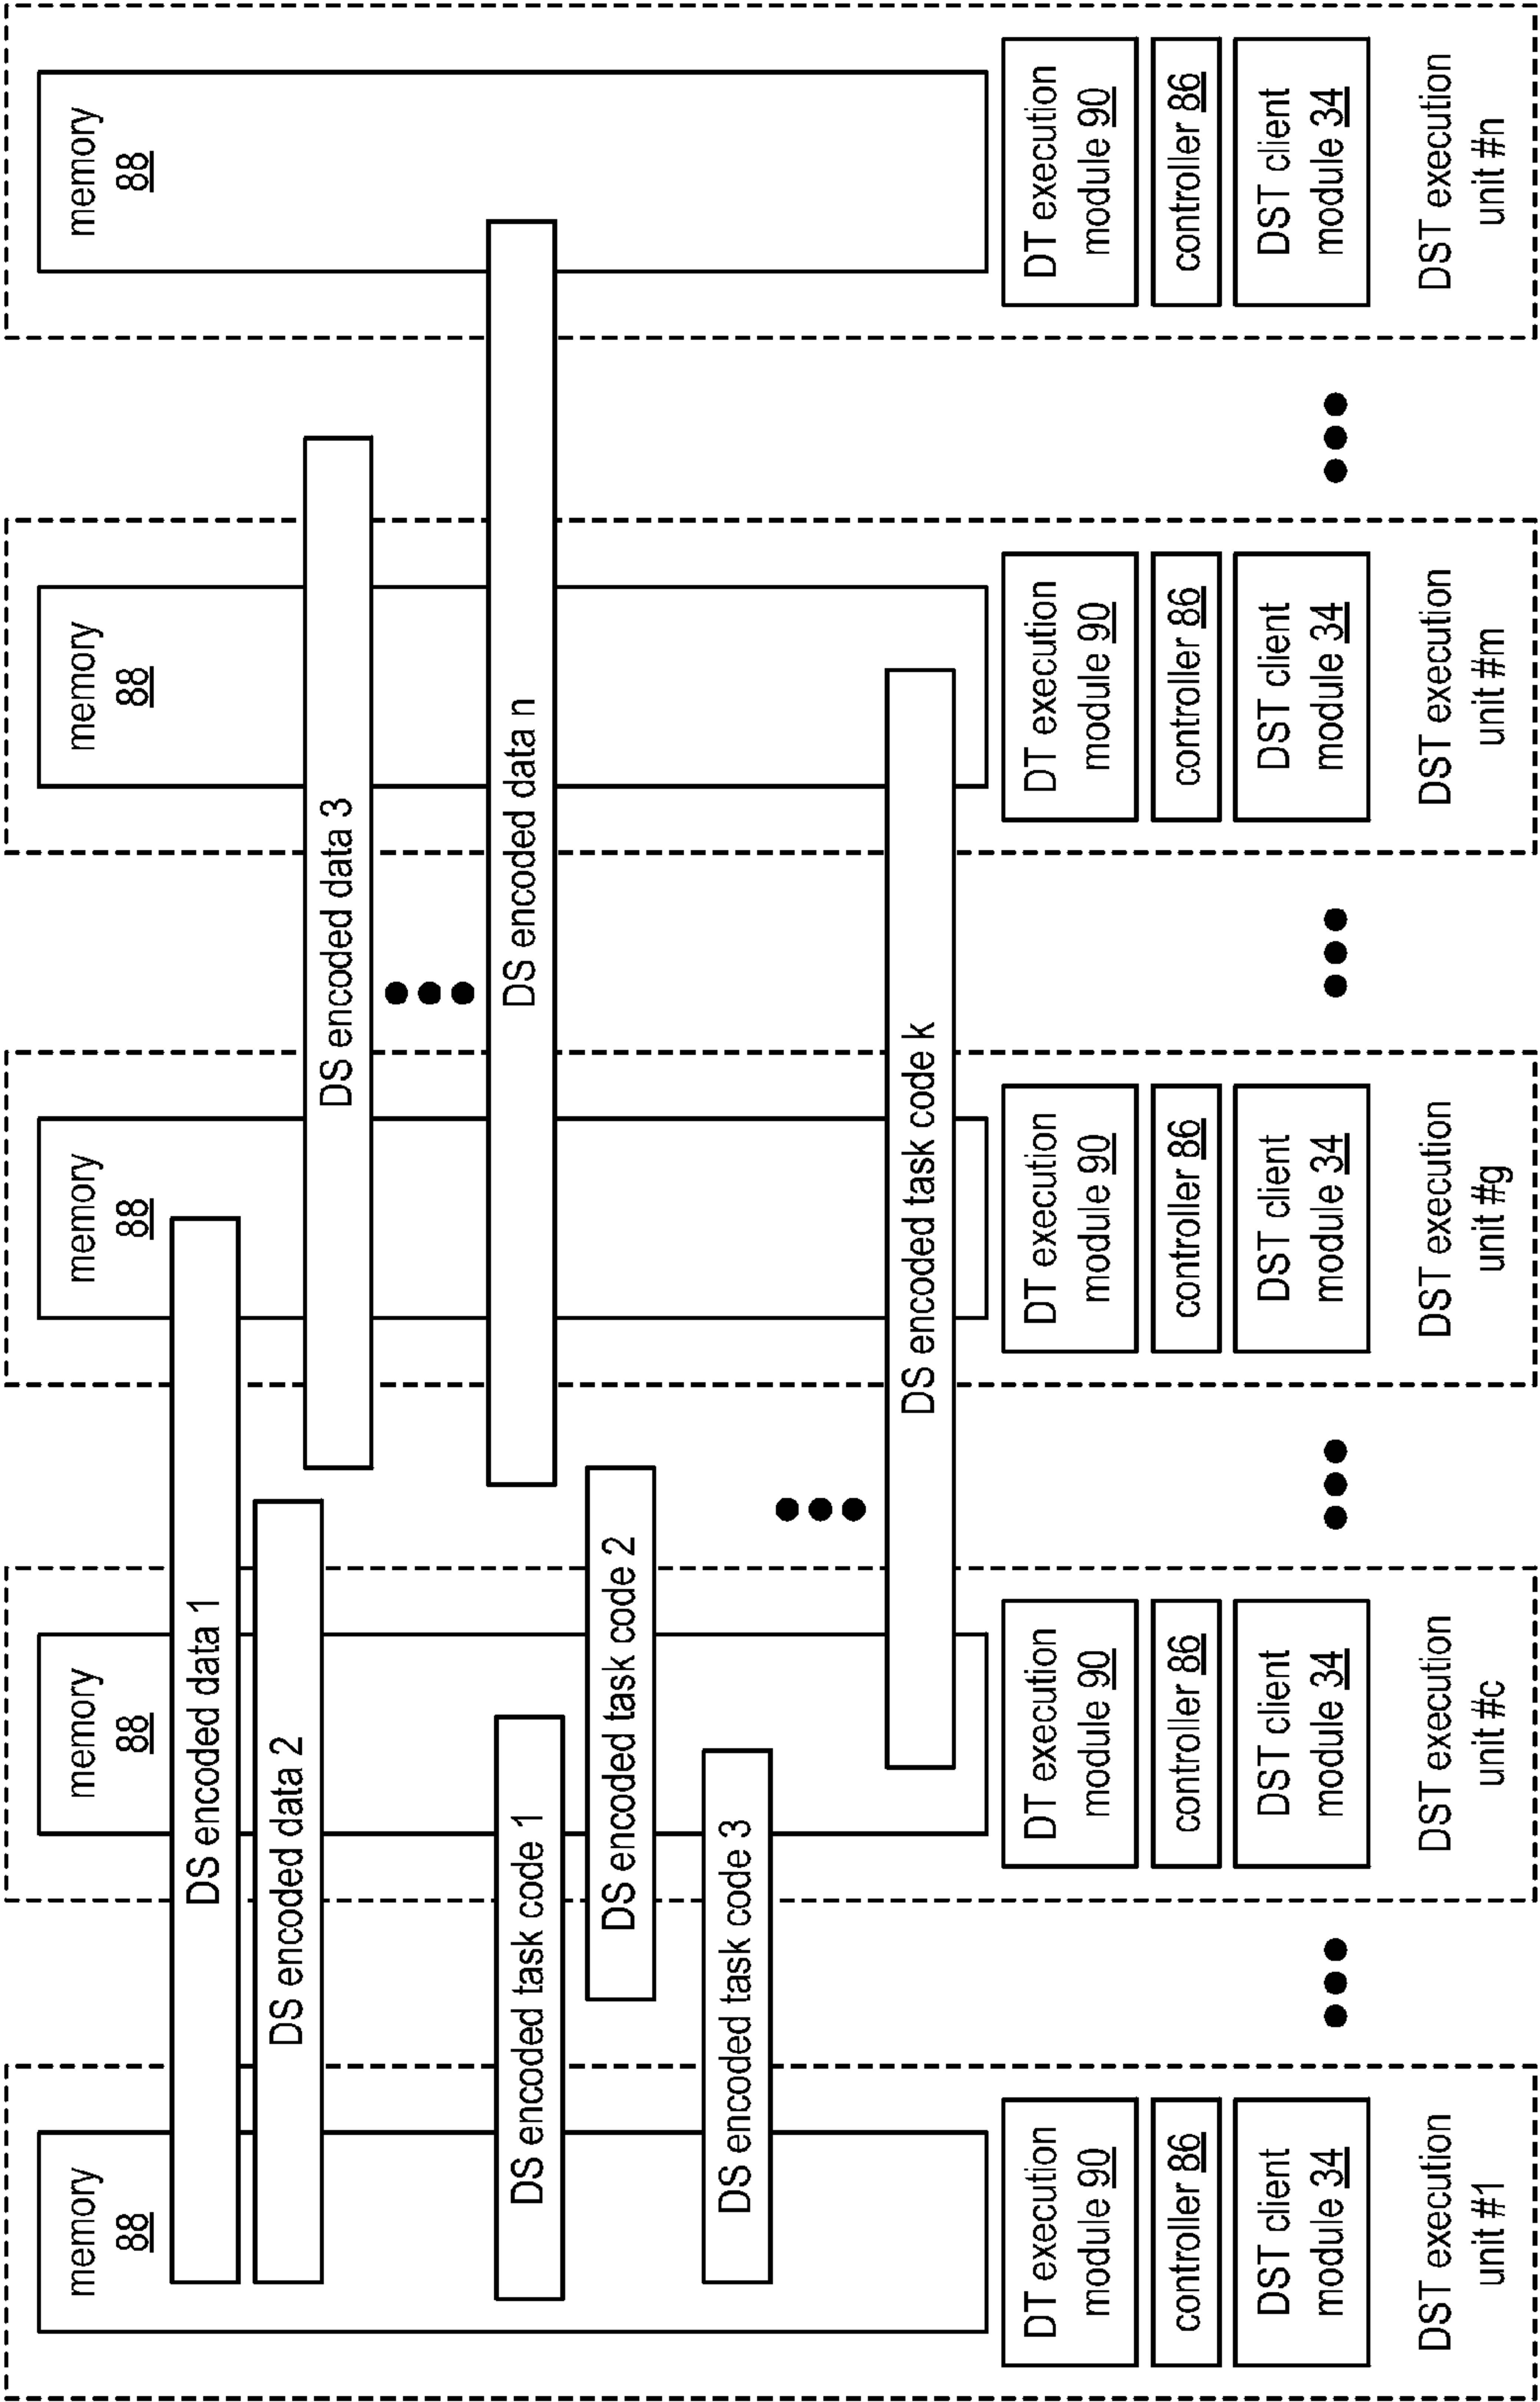 memory
88
memory
88
memory
88
memory
88
memory
88
DS encoded data 1
DS encoded data 2
DS encoded data 3
DS encoded task code 1
DS encoded data n
DS encoded task code 2
DS encoded task code 3
DS encoded task code k
DT execution
module 90
controller 86
DST client
module 34
DST execution
unit #1
DT execution
module 90
controller 86
DST client
module 34
DST execution
unit #c
DT execution
module 90
controller 86
DST client
module 34
DST execution
unit #g
DT execution
module 90
controller 86
DST client
module 34
DST execution
unit #m
DT execution
module 90
controller 86
DST client
module 34
DST execution
unit #n